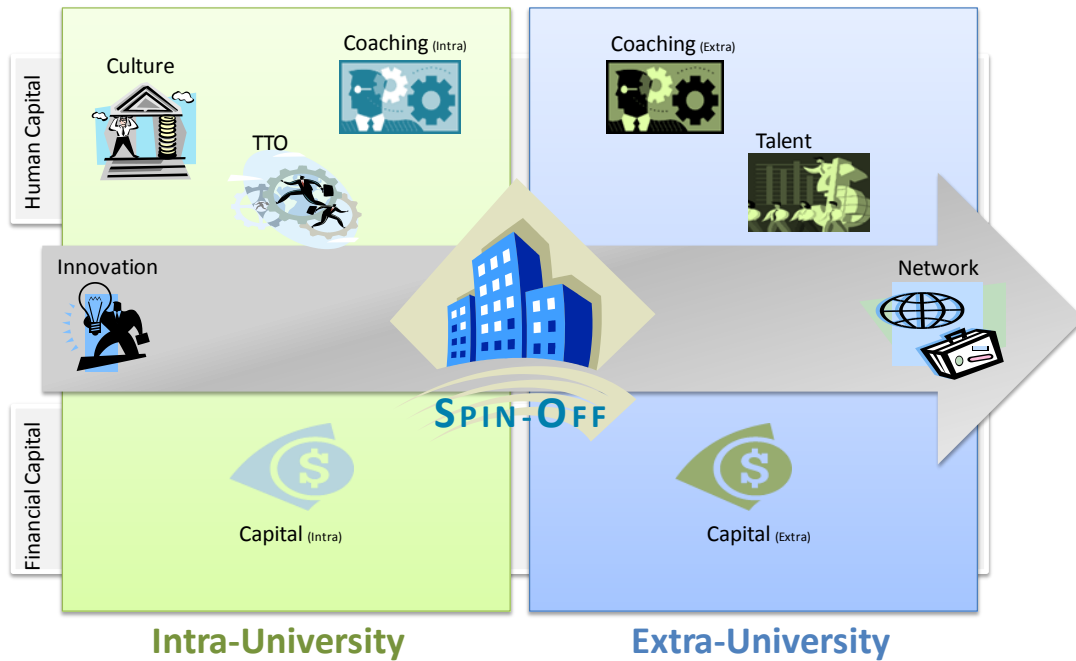 Human Capital
Culture
TTO
Coaching (Intra)
Coaching (Extra)
Talent
Innovation
Network
SPIN-OFF
Financial Capital
Capital (Intra)
Capital (Extra)
Intra-University
Extra-University